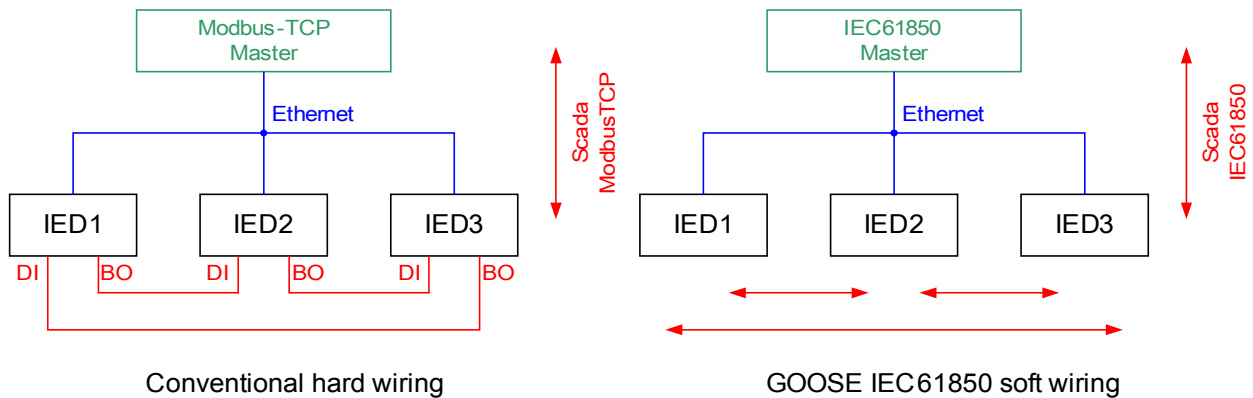 Modbus-TCP
Master
Ethernet
Scada
ModbusTCP
IED1
IED2
IED3
DI
BO
DI
BO
DI
BO
Conventional hard wiring
IEC61850
Master
Ethernet
Scada
IEC61850
IED1
IED2
IED3
GOOSE IEC61850 soft wiring